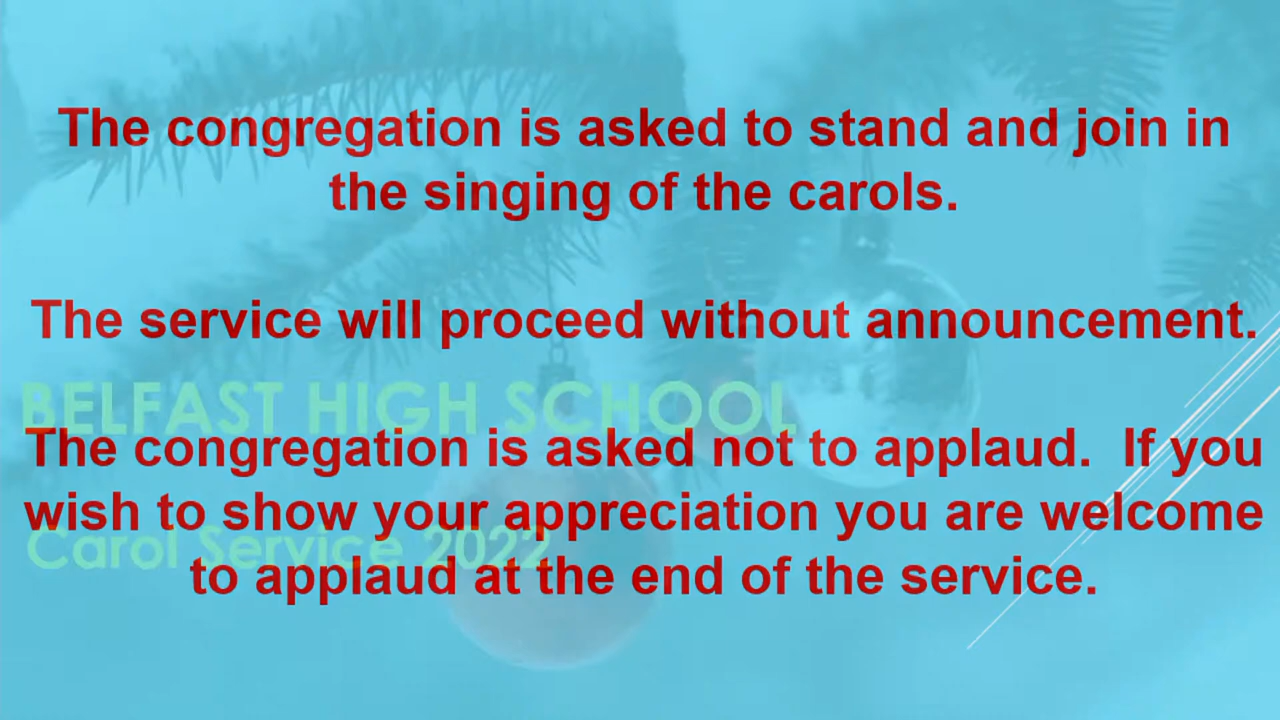 The congregation is asked to stand and join in
the singing of the carols.
The service will proceed without announcement.
BELFAST HIGH SCHOOL
The congregation is asked not to applaud. If you
wish to show your appreciation you are welcome
Carol Service 2022
to applaud at the end of the service.